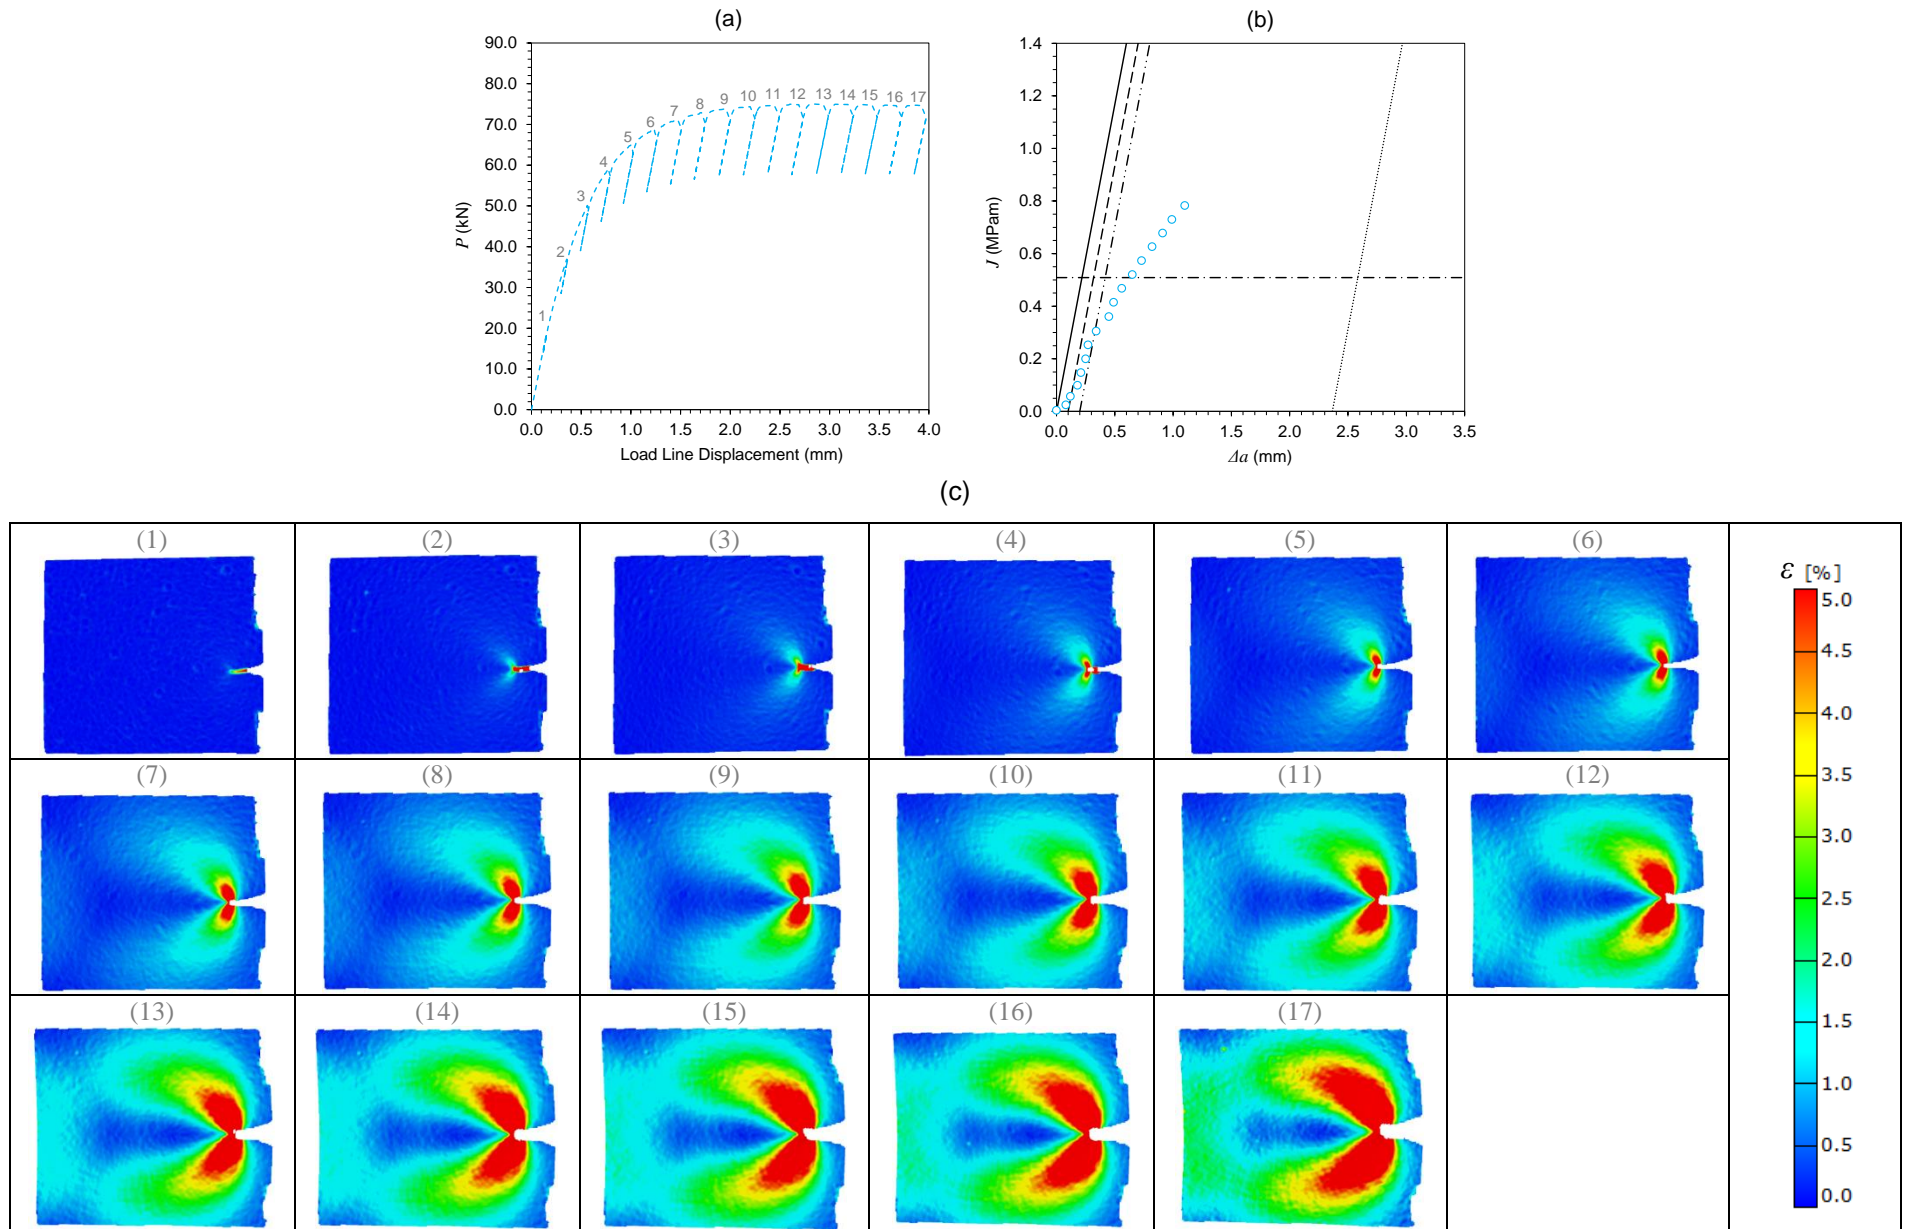 (a)
90.0
80.0
70.0
60.0
50.0
40.0
30.0
20.0
10.0
0.0
P (kN)
1 2 3 4 5 6 7 8 9 10 11 12 13 14 15 16 17
0.0 0.5 1.0 1.5 2.0 2.5 3.0 3.5 4.0
Load Line Displacement (mm)
(b)
1.4
1.2
1.0
0.8
0.6
0.4
0.2
0.0
J (MPam)
0.0 0.5 1.0 1.5 2.0 2.5 3.0 3.5
Δa (mm)
(c)
(1) (2) (3) (4) (5) (6)
(7) (8) (9) (10) (11) (12)
(13) (14) (15) (16) (17)
ε [%]
5.0
4.5
4.0
3.5
3.0
2.5
2.0
1.5
1.0
0.5
0.0